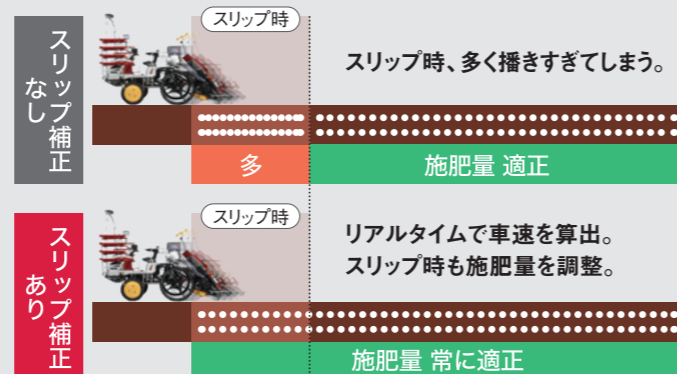 スリップ補正
なし
スリップ時
スリップ時、多く播きすぎてしまう。
多
施肥量 適正
スリップ補正
あり
スリップ時
リアルタイムで車速を算出。
スリップ時も施肥量を調整。
施肥量 常に適正